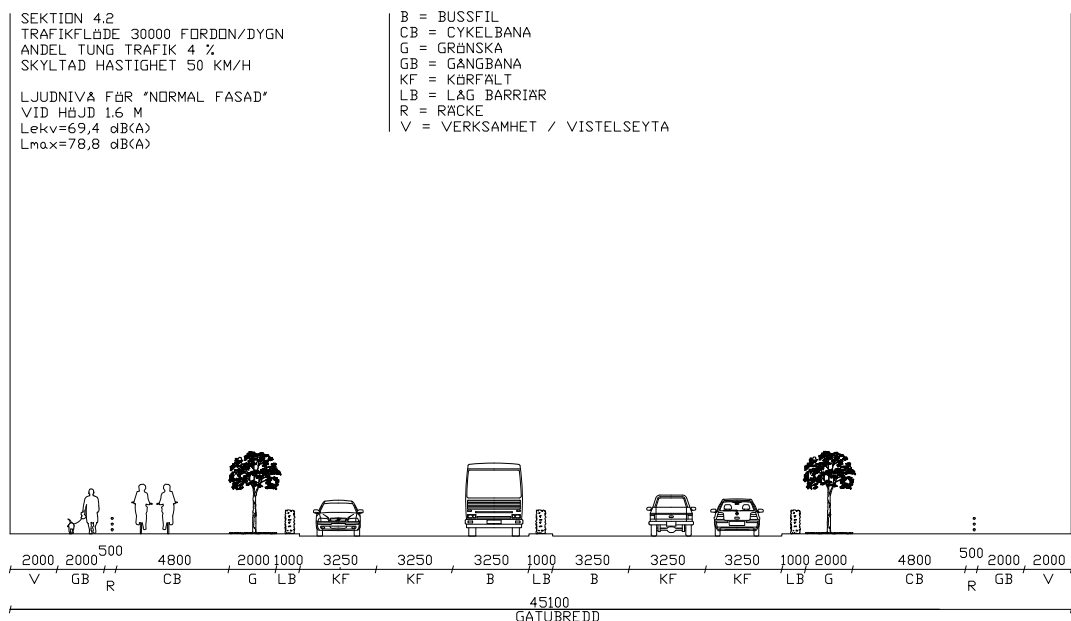 SEKTION 4.2
TRAFIKFLÖDE 30000 FORDON/DYGN
ANDEL TUNG TRAFIK 4 %
SKYLTAD HASTIGHET 50 KM/H
LJUDNIVÅ FÖR "NORMAL FASAD"
VID HÖJD 1.6 M
Lekv=69,4 dB(A)
Lmax=78,8 dB(A)
B = BUSSFIL
CB = CYKELBANA
G = GRÖNSKA
GB = GÅNGBANA
KF = KÖRFÄLT
LB = LÅG BARRIÄR
R = RÄCKE
V = VERKSAMHET / VISTELSEYTA
2000 2000 500 4800 2000 1000 3250 3250 3250 1000 3250 3250 3250 1000 2000 4800 500 2000 2000
V GB R CB G LB KF KF B LB B KF KF LB G CB R GB V
45100
GATUBREDD